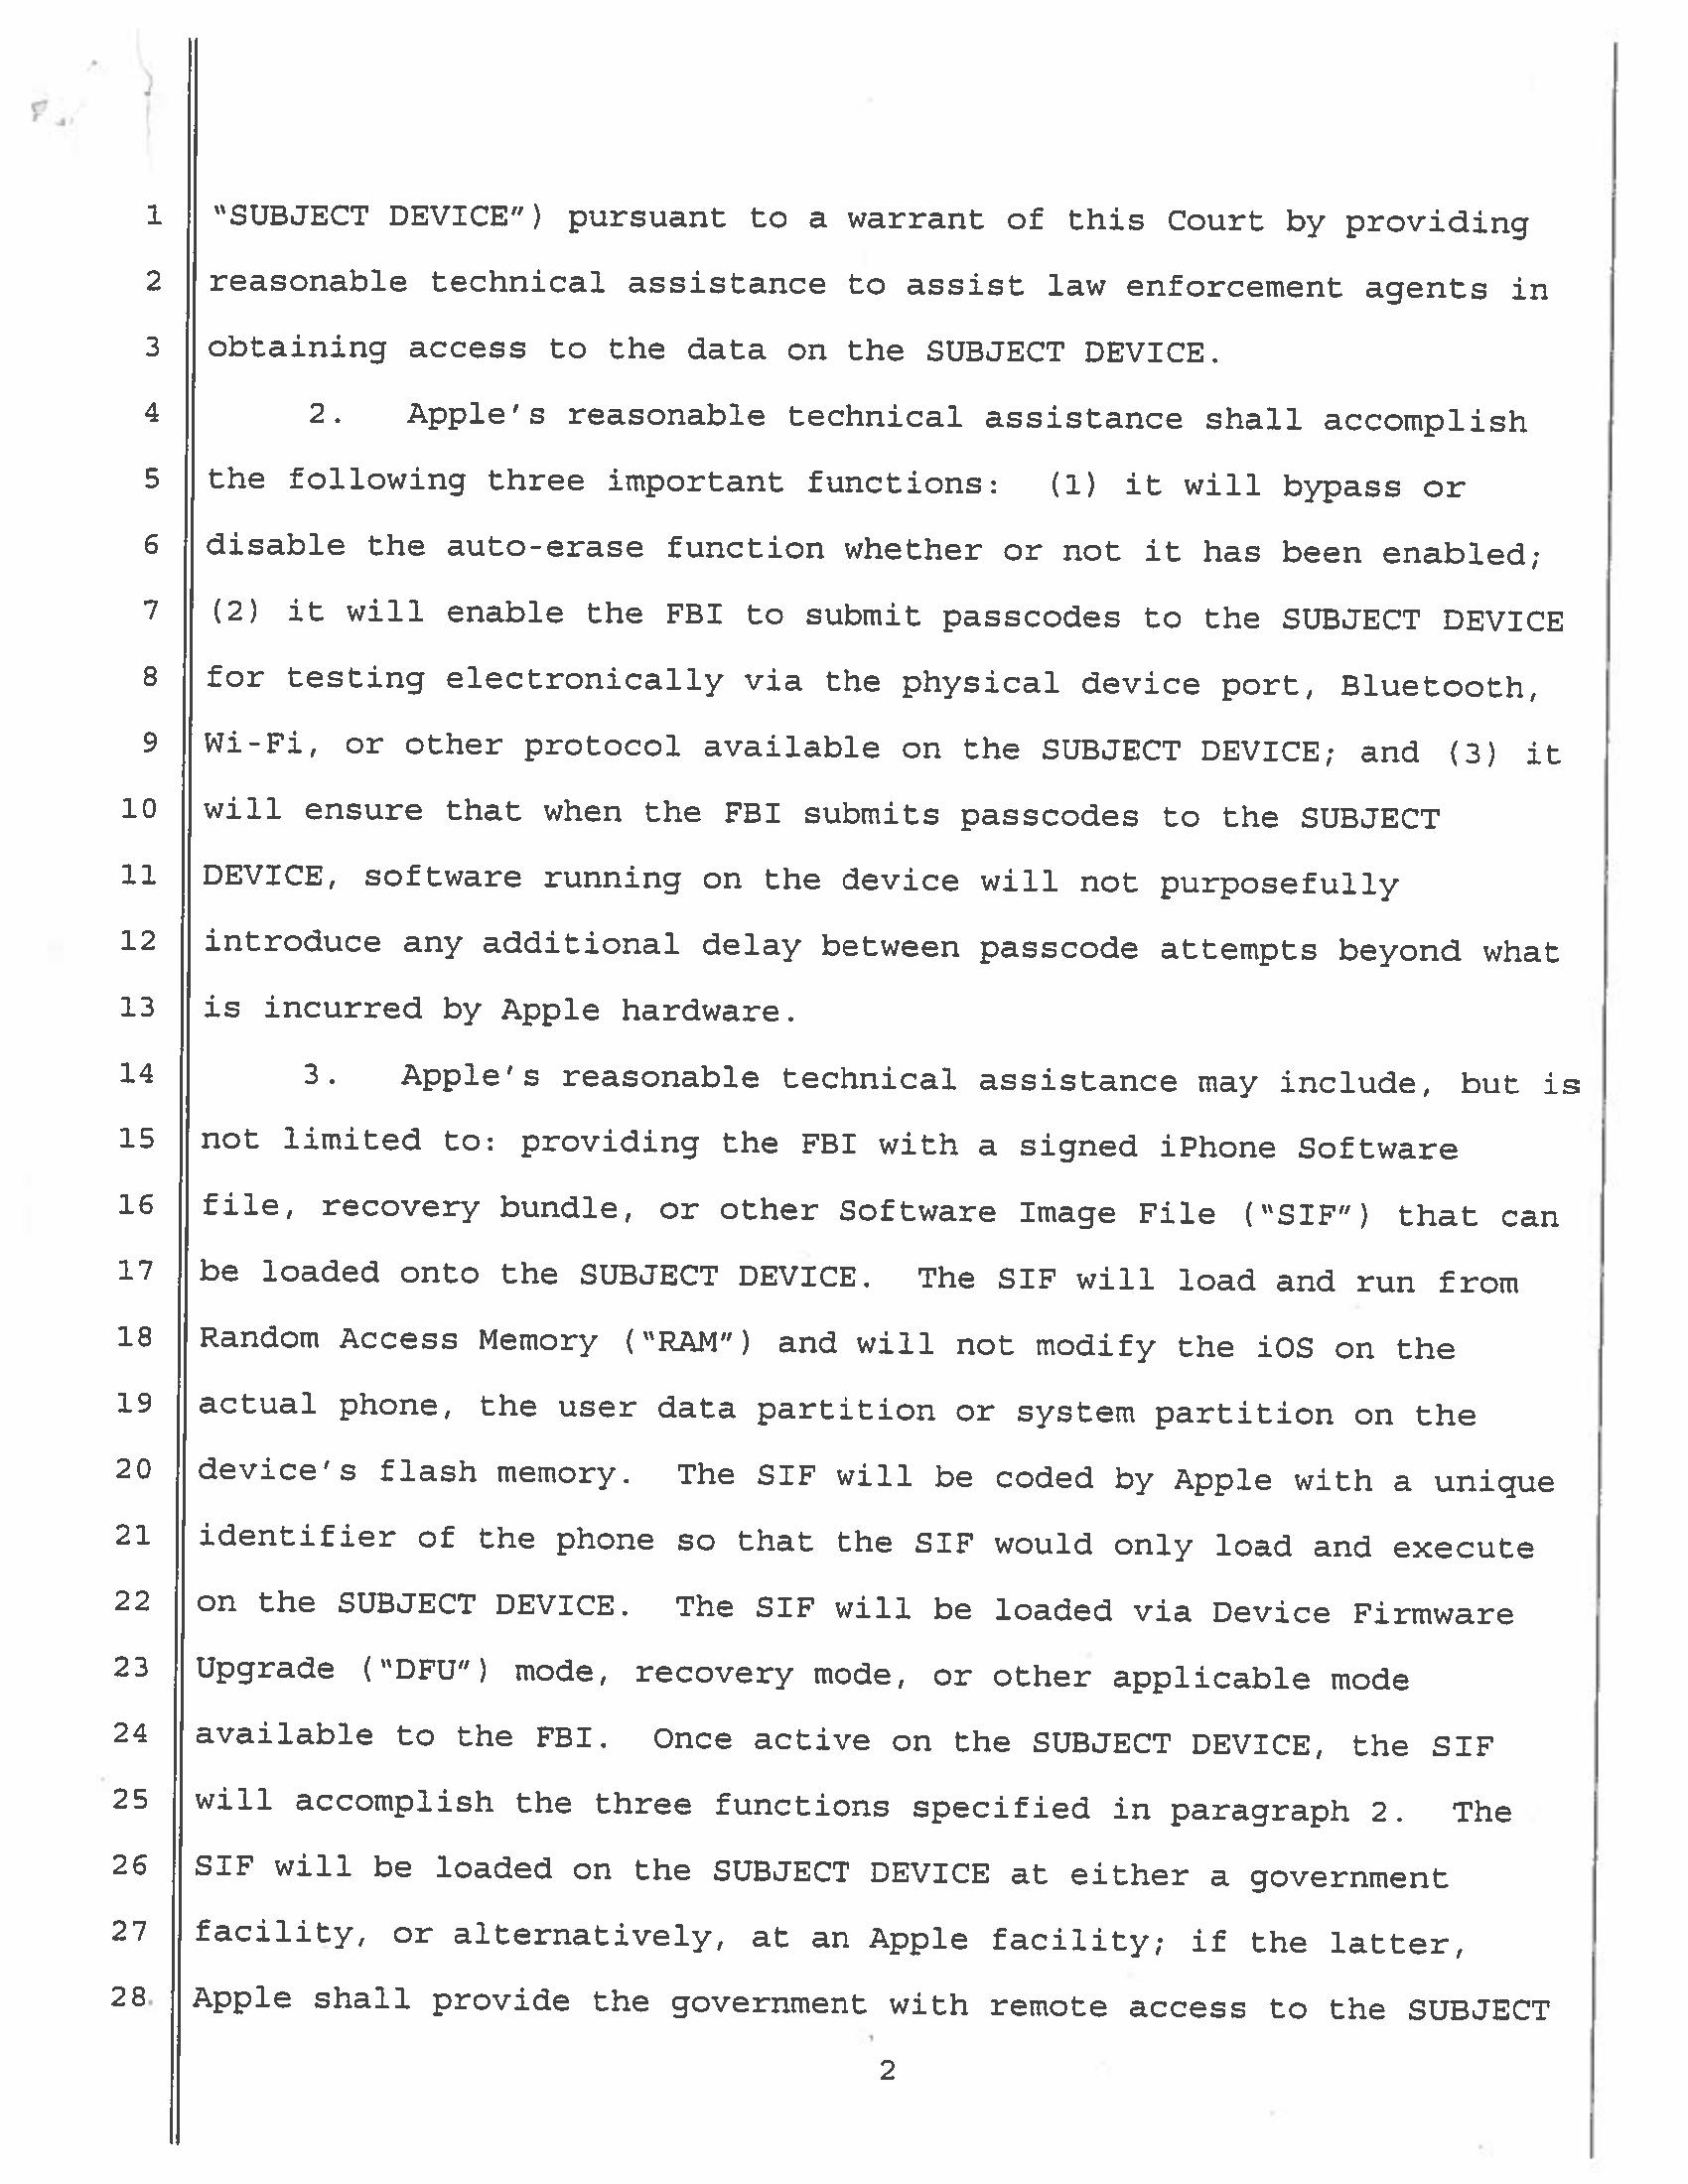 1 "SUBJECT DEVICE") pursuant to a warrant of this Court by providing
2 reasonable technical assistance to assist law enforcement agents in
3 obtaining access to the data on the SUBJECT DEVICE.
4 2. Apple's reasonable technical assistance shall accomplish
5 the following three important functions: (1) it will bypass or
6 disable the auto-erase function whether or not it has been enabled;
7 (2) it will enable the FBI to submit passcodes to the SUBJECT DEVICE
8 for testing electronically via the physical device port, Bluetooth,
9 Wi-Fi, or other protocol available on the SUBJECT DEVICE; and (3) it
10 will ensure that when the FBI submits passcodes to the SUBJECT
11 DEVICE, software running on the device will not purposefully
12 introduce any additional delay between passcode attempts beyond what
13 is incurred by Apple hardware.
14 3. Apple's reasonable technical assistance may include, but is
15 not limited to: providing the FBI with a signed iPhone Software
16 file, recovery bundle, or other Software Image File ("SIF") that can
17 be loaded onto the SUBJECT DEVICE. The SIF will load and run from
18 Random Access Memory ("RAM") and will not modify the iOS on the
19 actual phone, the user data partition or system partition on the
20 device's flash memory. The SIF will be coded by Apple with a unique
21 identifier of the phone so that the SIF would only load and execute
22 on the SUBJECT DEVICE. The SIF will be loaded via Device Firmware
23 Upgrade ("DFU") mode, recovery mode, or other applicable mode
24 available to the FBI. Once active on the SUBJECT DEVICE, the SIF
25 will accomplish the three functions specified in paragraph 2. The
26 SIF will be loaded on the SUBJECT DEVICE at either a government
27 facility, or alternatively, at an Apple facility; if the latter,
28 Apple shall provide the government with remote access to the SUBJECT
2